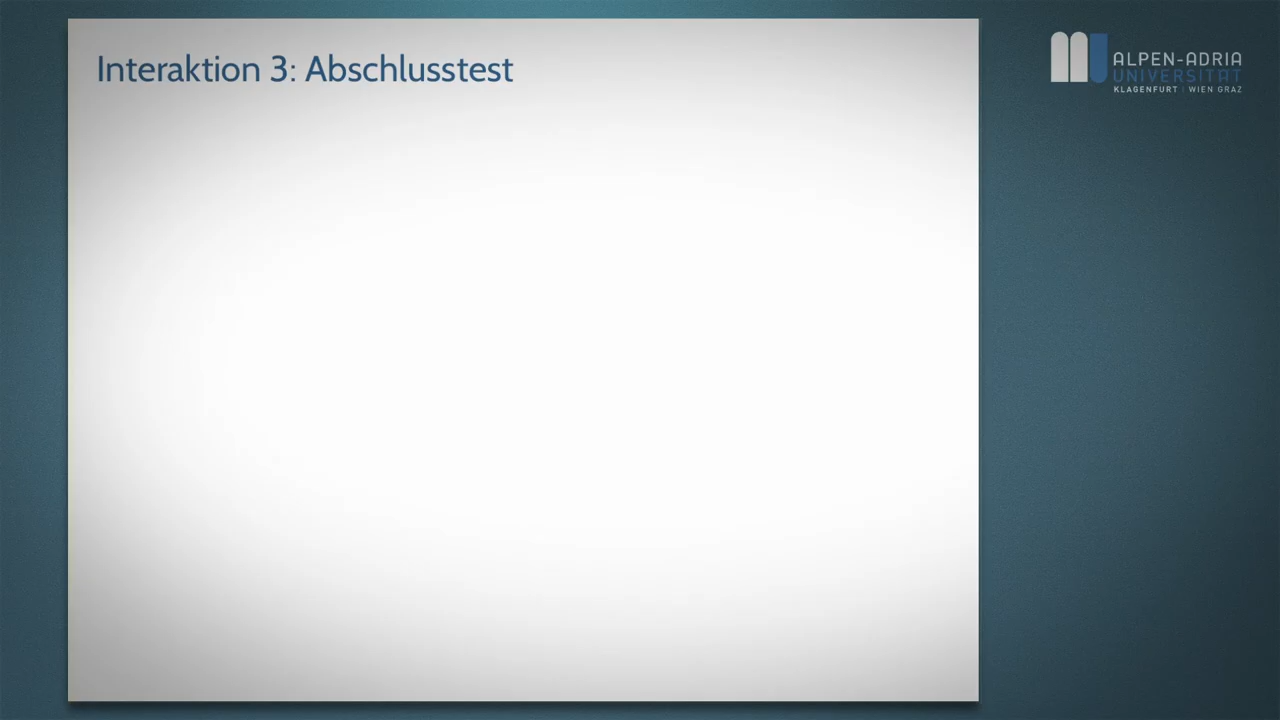 Interaktion 3: Abschlusstest
ALPEN-ADRIA
UNIVERSITÄT
KLAGENFURT | WIEN GRAZ